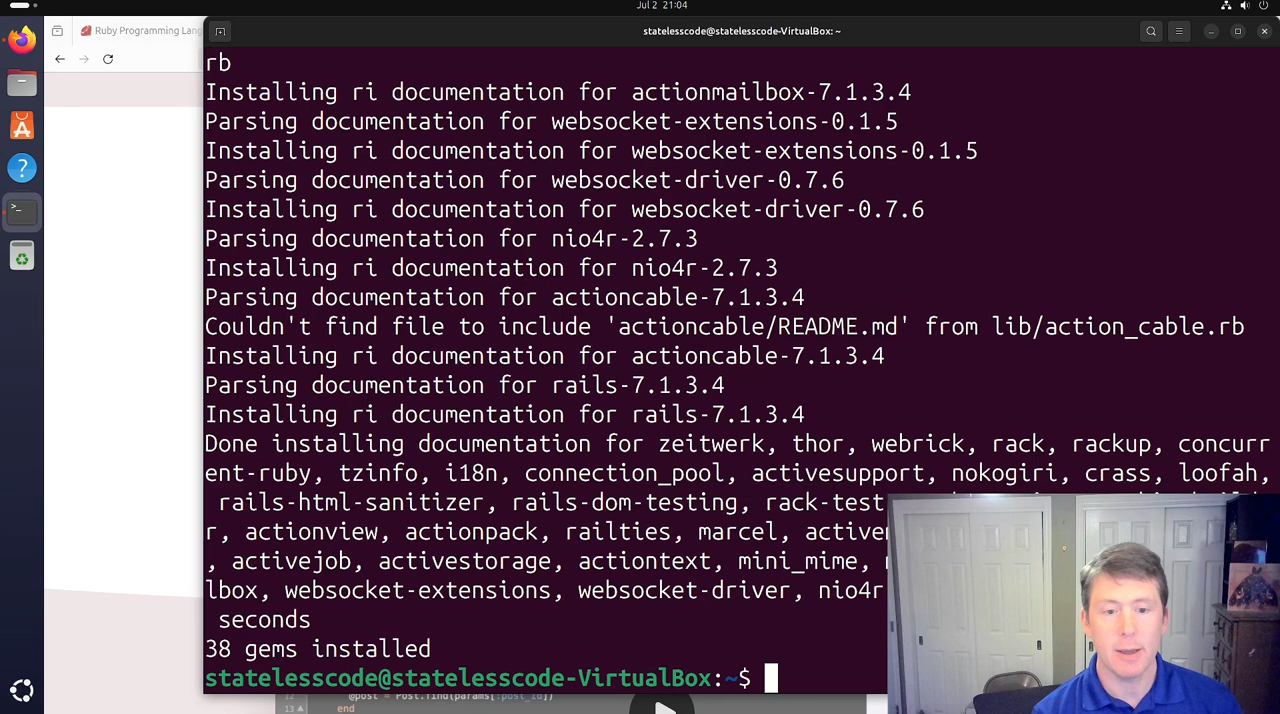 Jul 2 21:04
Ruby Programming Lang
statelesscode@statelesscode-VirtualBox: ~
rb
Installing ri documentation for actionmailbox-7.1.3.4
Parsing documentation for websocket-extensions-0.1.5
Installing ri documentation for websocket-extensions-0.1.5
Parsing documentation for websocket-driver-0.7.6
Installing ri documentation for websocket-driver-0.7.6
Parsing documentation for nio4r-2.7.3
Installing ri documentation for nio4r-2.7.3
Parsing documentation for actioncable-7.1.3.4
Couldn't find file to include 'actioncable/README.md' from lib/action_cable.rb
Installing ri documentation for actioncable-7.1.3.4
Parsing documentation for rails-7.1.3.4
Installing ri documentation for rails-7.1.3.4
Done installing documentation for zeitwerk, thor, webrick, rack, rackup, concurr
ent-ruby, tzinfo, i18n, connection_pool, activesupport, nokogiri, crass, loofah,
rails-html-sanitizer, rails-dom-testing, rack-test
r, actionview, actionpack, railties, marcel,
, activejob, activestorage, actiontext, mini_mime,
lbox, websocket-extensions, websocket-driver, nio4r
seconds
38 gems installed
statelesscode@statelesscode-VirtualBox:~$
12 @post = Post.find(params[:post_id])
13 end